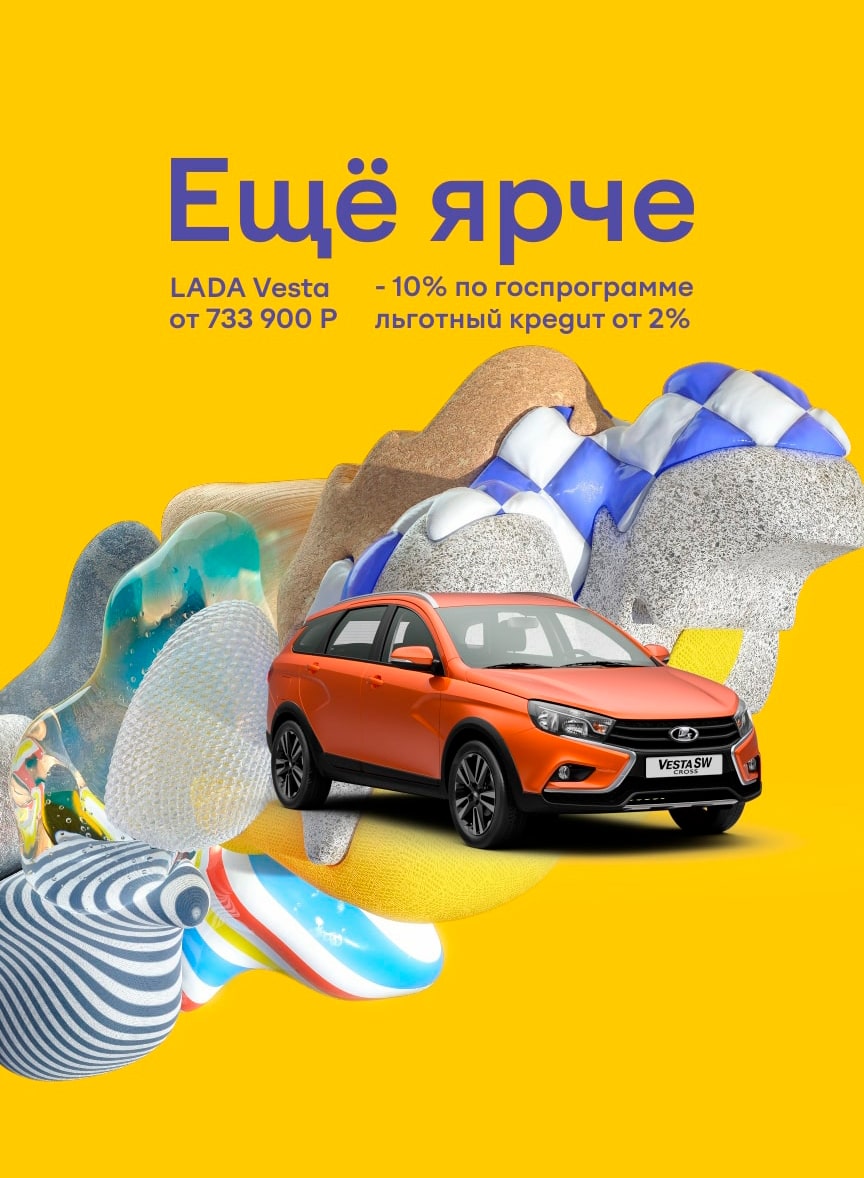 Ещё ярче
LADA Vesta
от 733 900 Р
- 10% по госпрограмме
льготный кредит от 2%
VESTA SW
CROSS